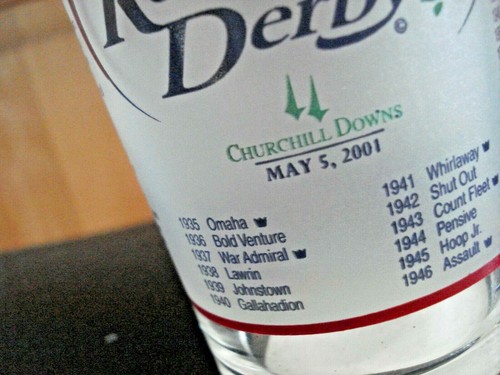 Derby
©
CHURCHILL DOWNS
MAY 5, 2001
1935 Omaha
1936 Bold Venture
1937 War Admiral
1938 Lawrin
1939 Johnstown
1940 Gallahadion
1941 Whirlaway
1942 Shut Out
1943 Count Fleet
1944 Pensive
1945 Hoop Jr.
1946 Assault